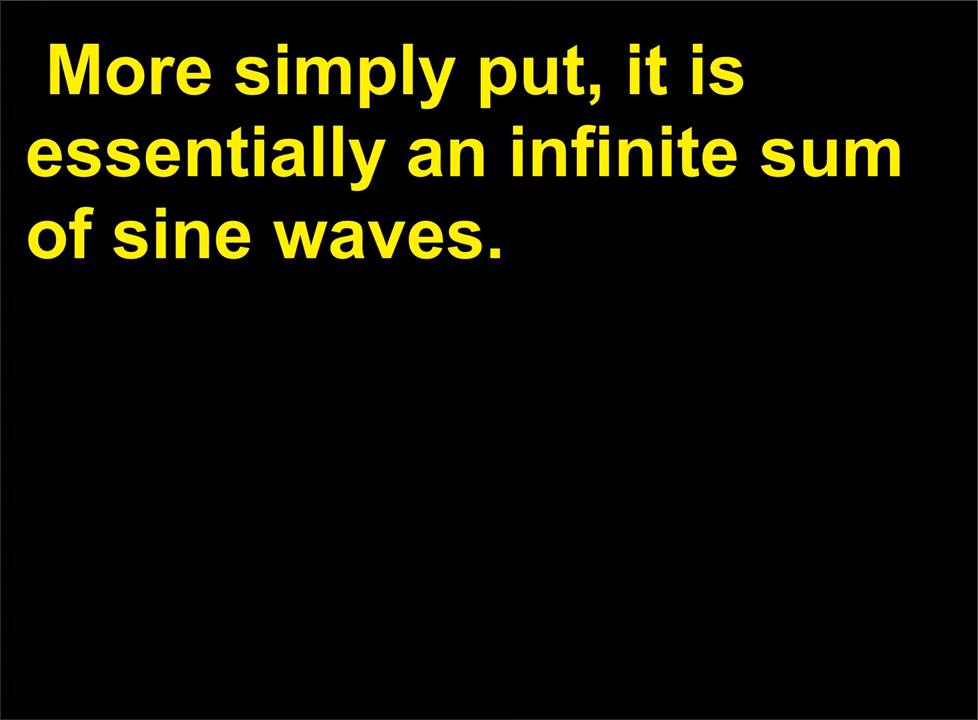 More simply put, it is
essentially an infinite sum
of sine waves.